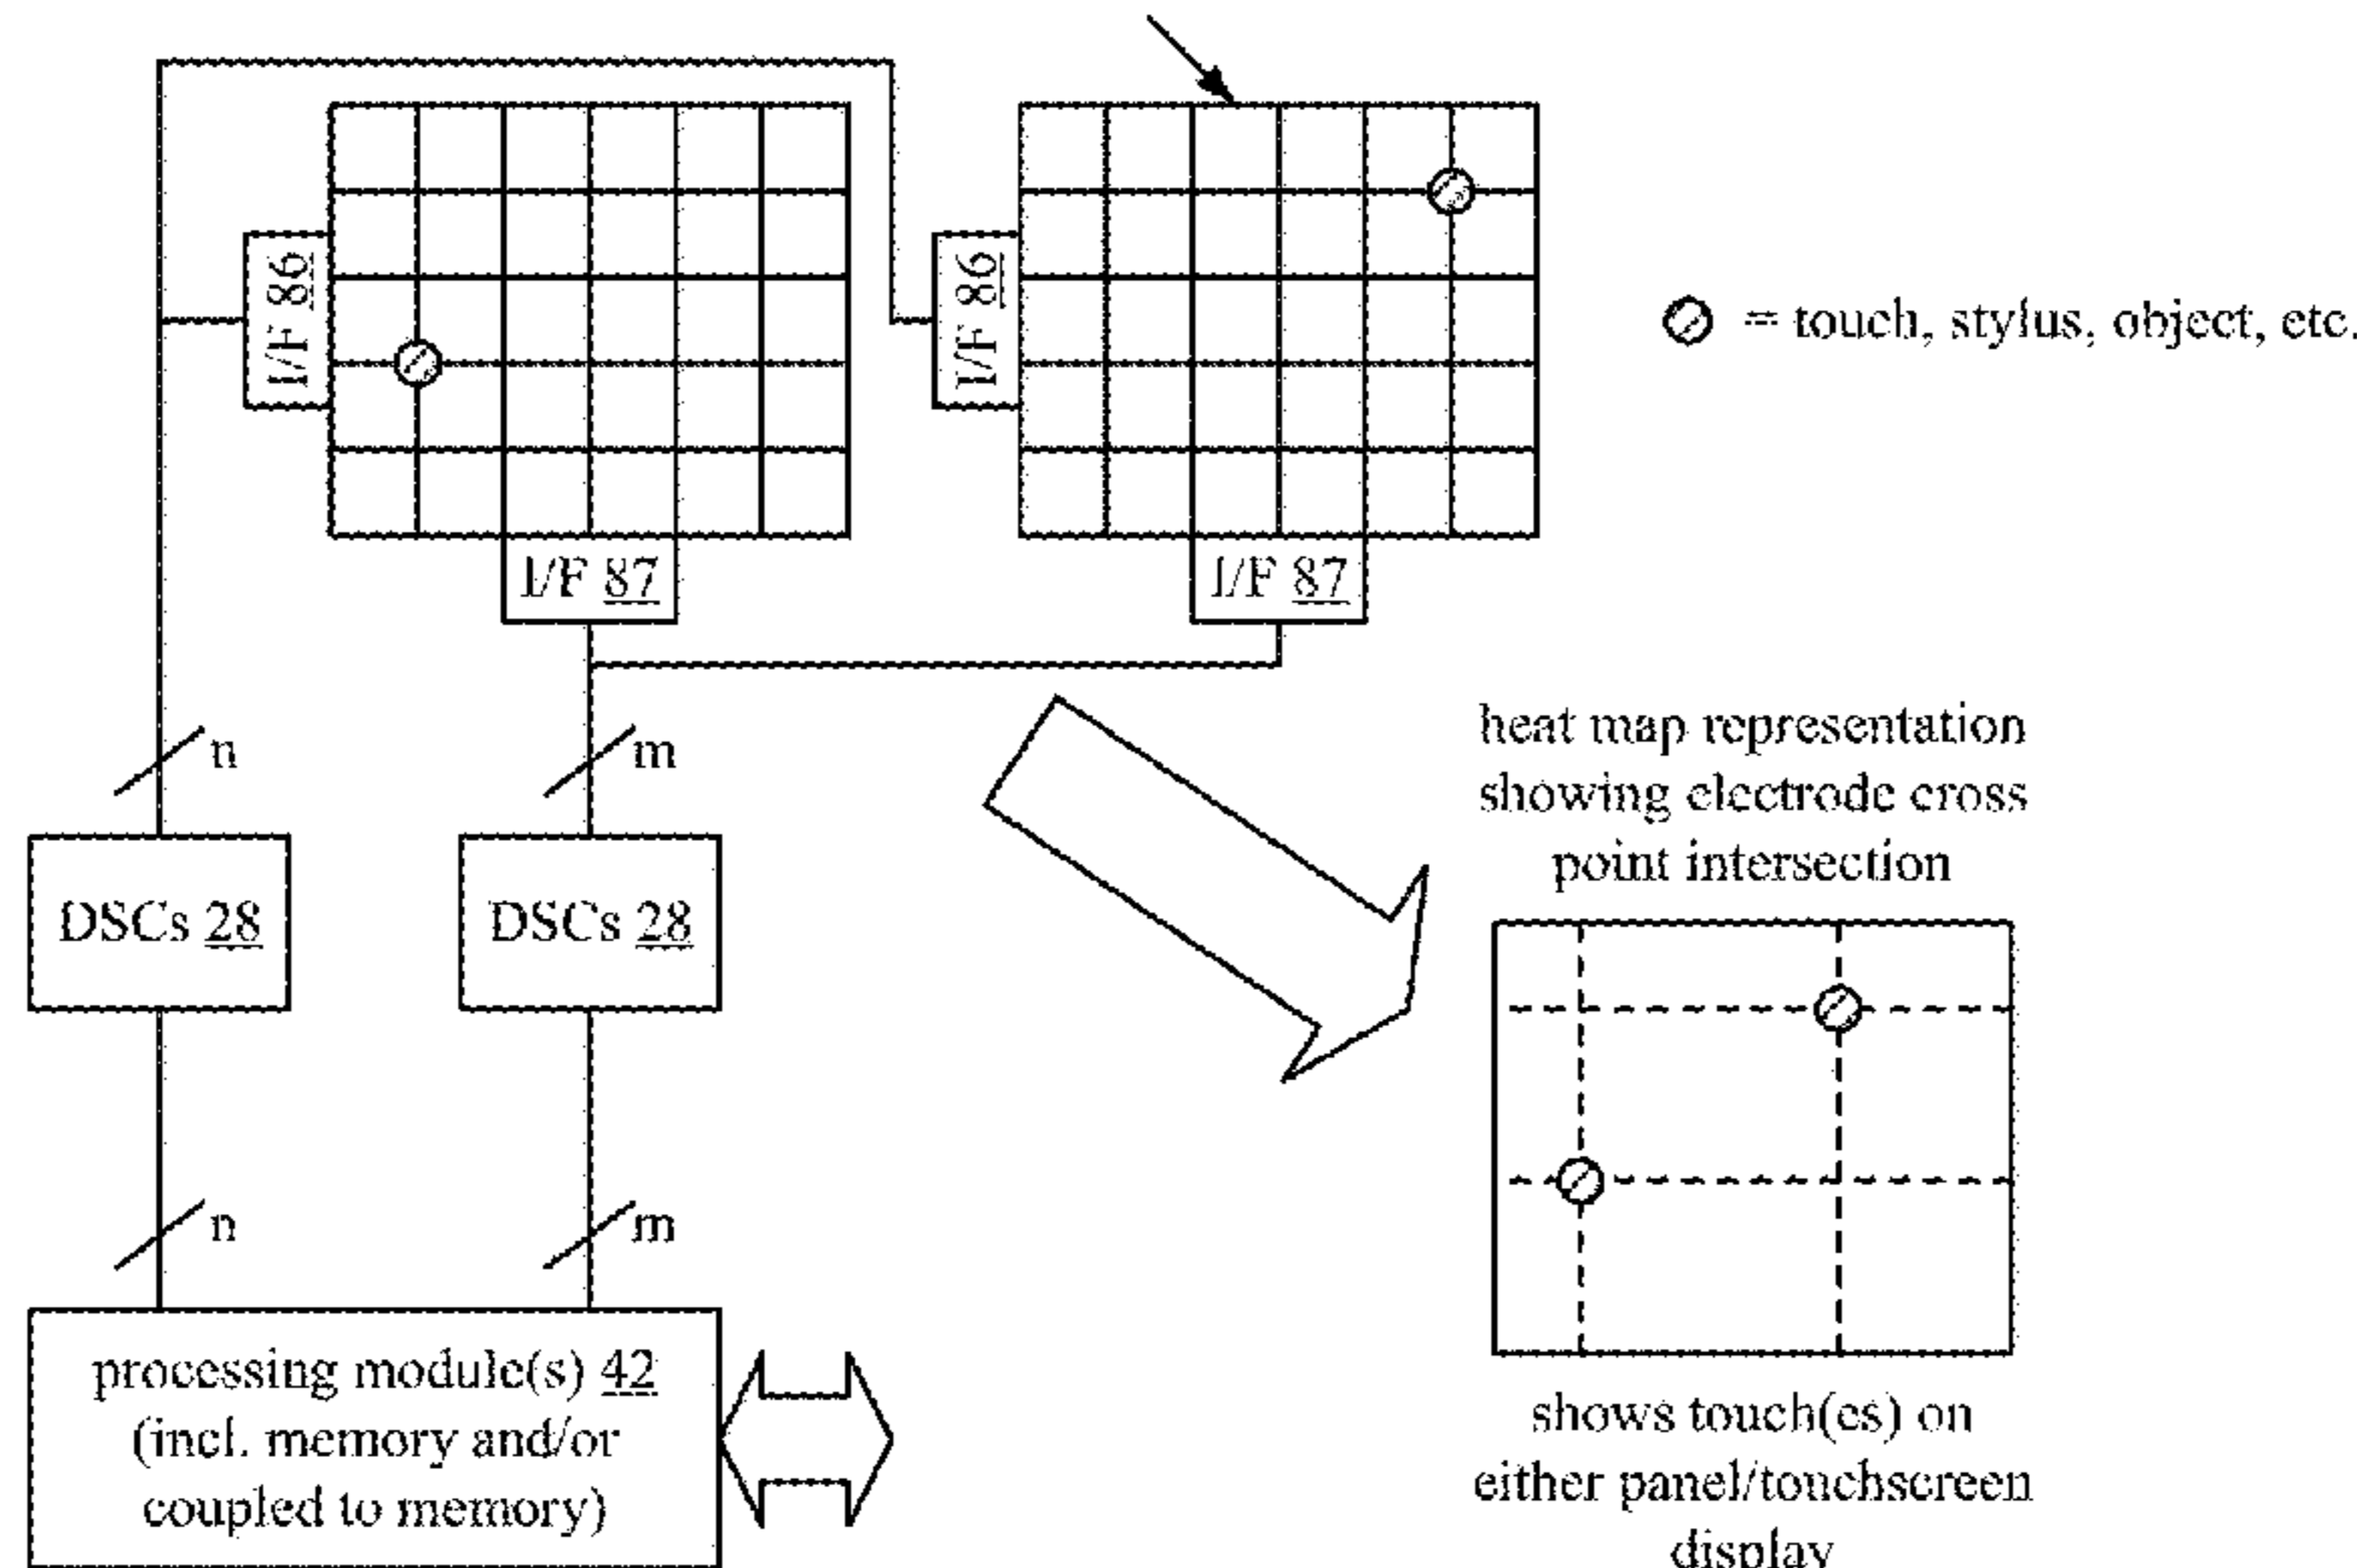 I/F 86
I/F 86
= touch, stylus, object, etc.
I/F 87
I/F 87
n
m
heat map representation
showing electrode cross
point intersection
DSCs 28
DSCs 28
n
m
processing module(s) 42
(incl. memory and/or
coupled to memory)
shows touch(es) on
either panel/touchscreen
display